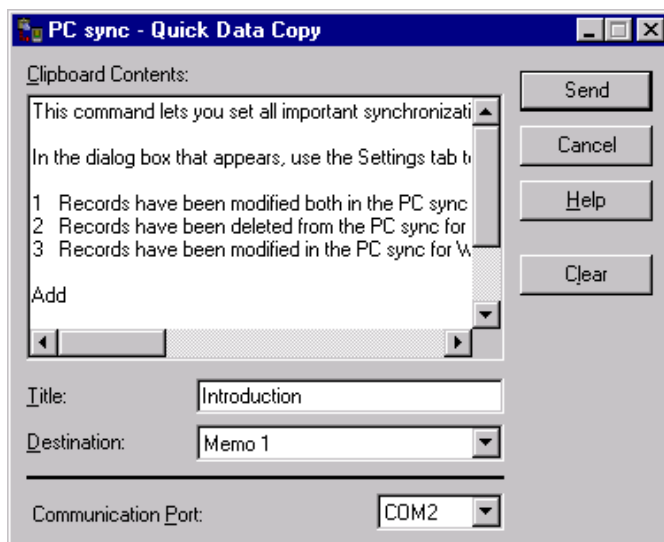 PC sync - Quick Data Copy
Clipboard Contents:
This command lets you set all important synchronizati
In the dialog box that appears, use the Settings tab t
1 Records have been modified both in the PC sync
2 Records have been deleted from the PC sync for
3 Records have been modified in the PC sync for W
Add
Send
Cancel
Help
Clear
Title: Introduction
Destination: Memo 1
Communication Port: COM2